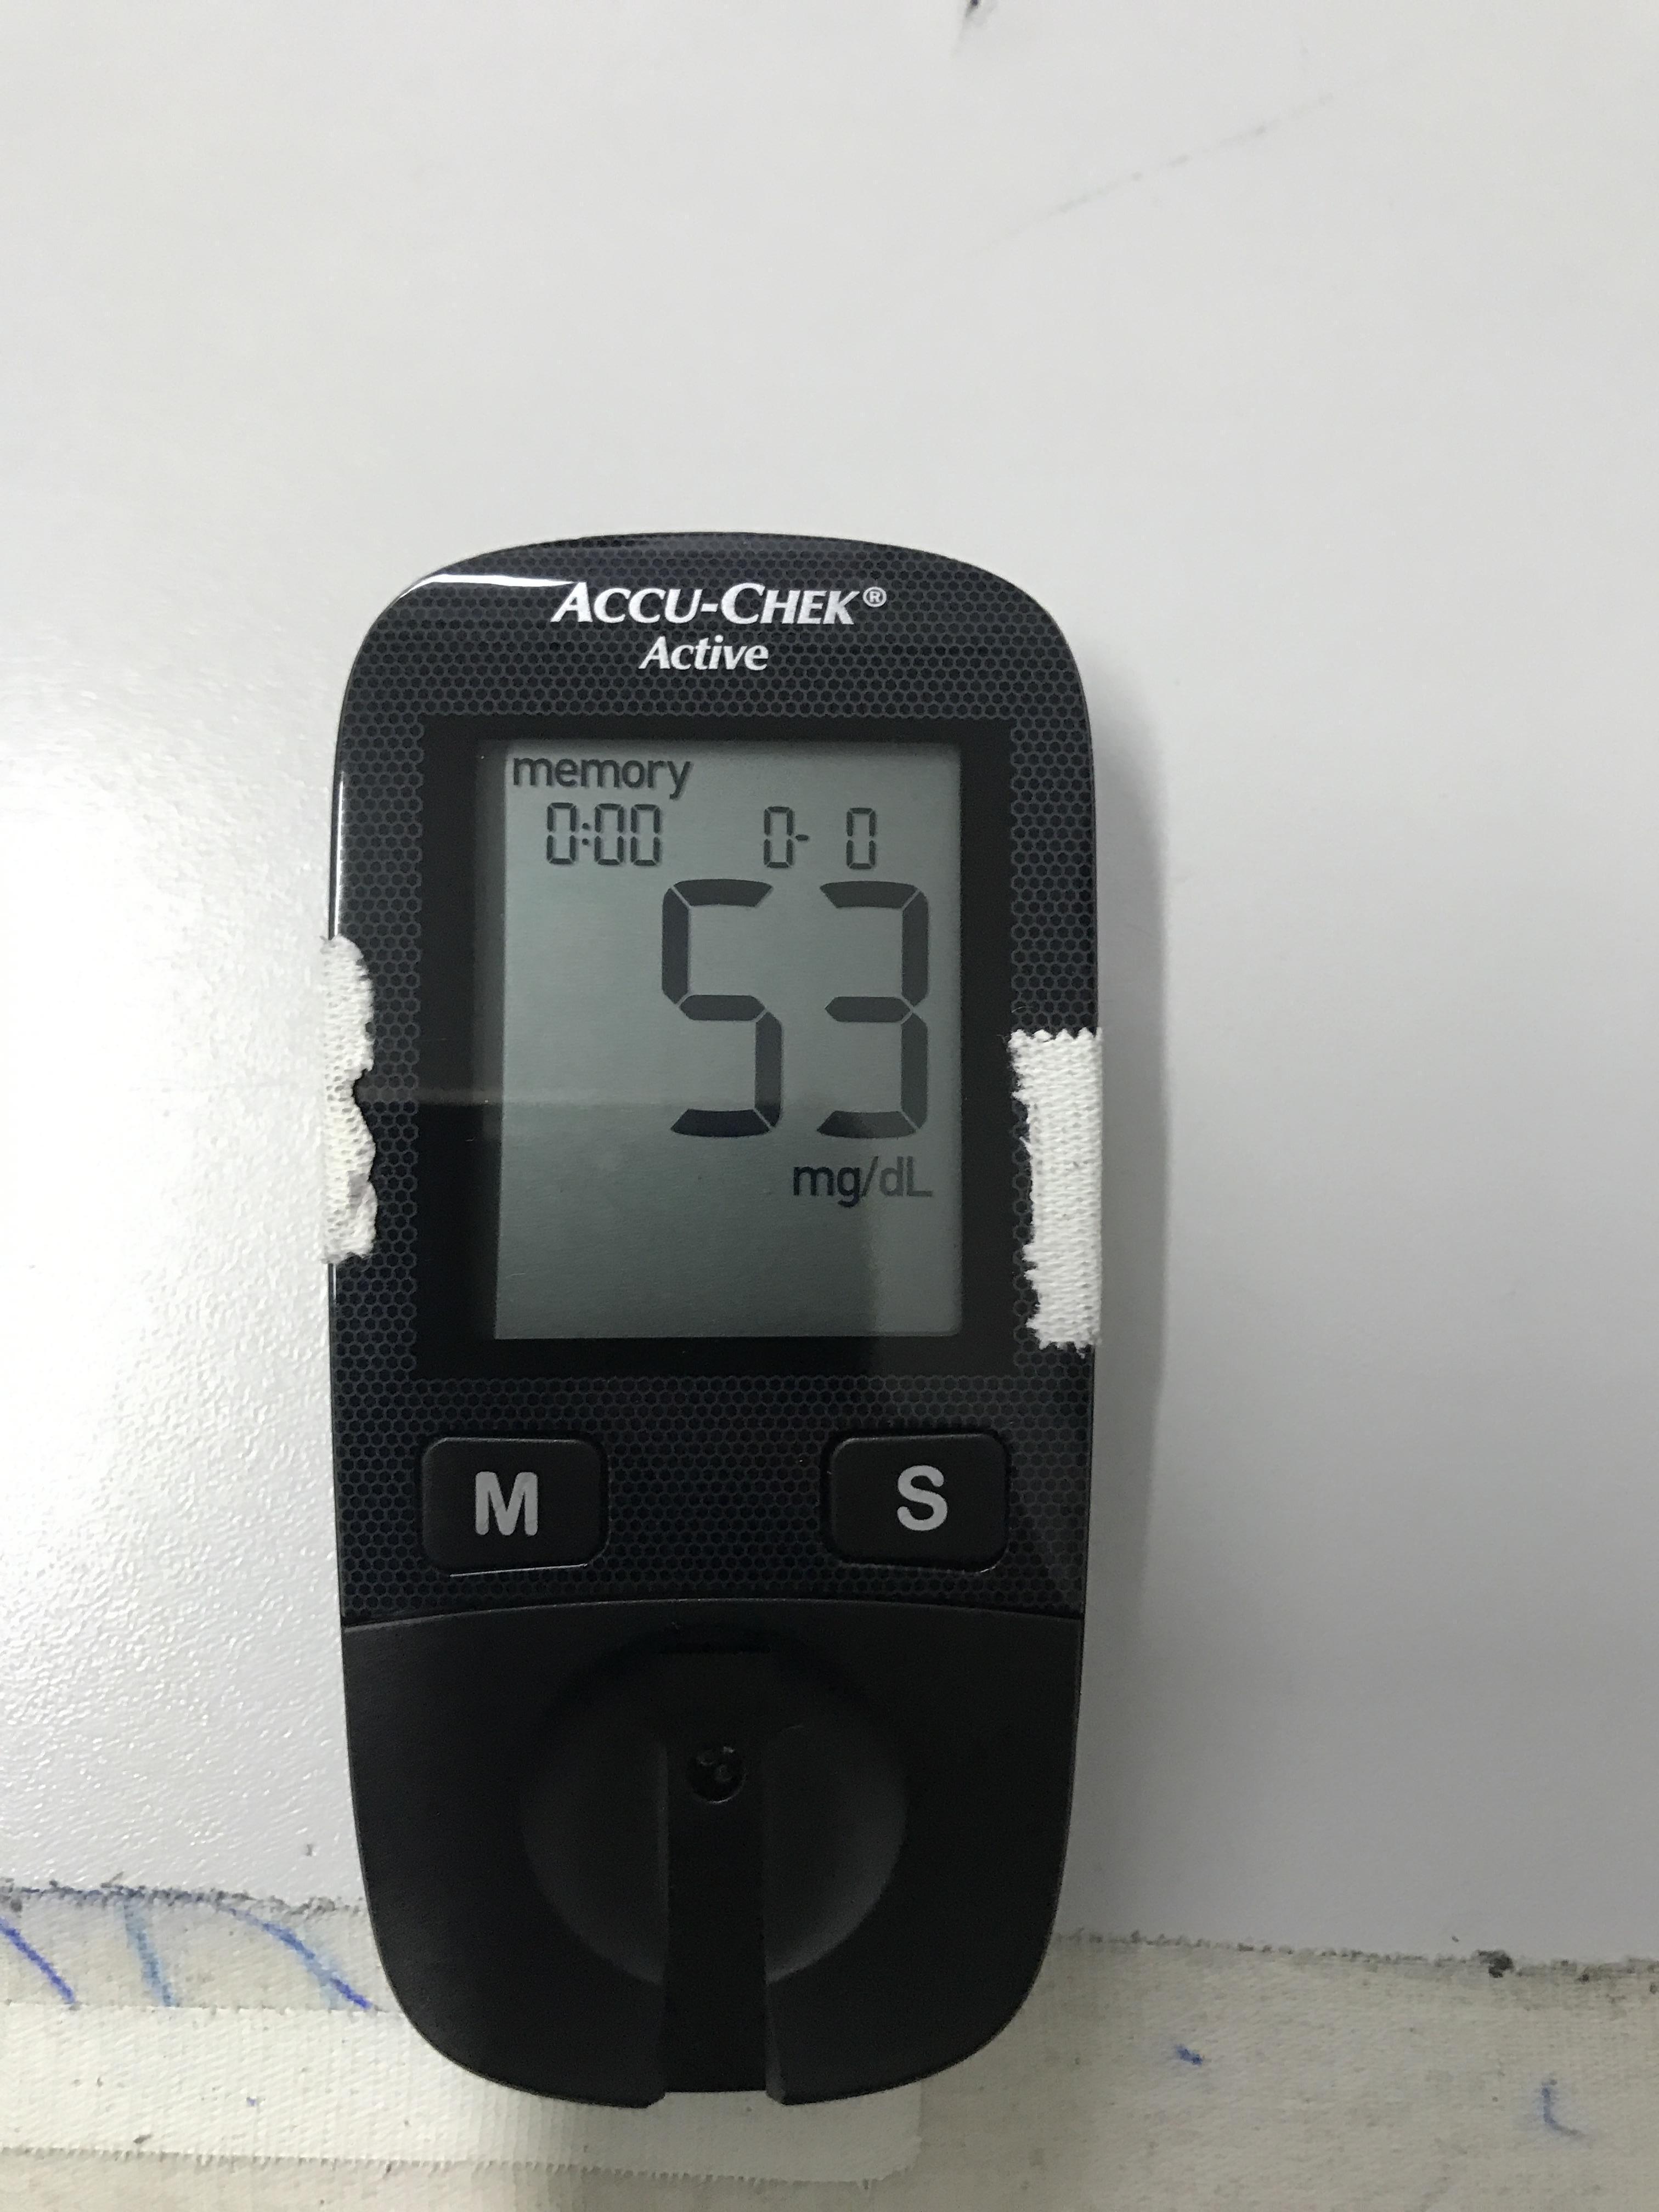 ACCU-CHEK®
Active
memory
0:00 0- 0
53
mg/dL
M S